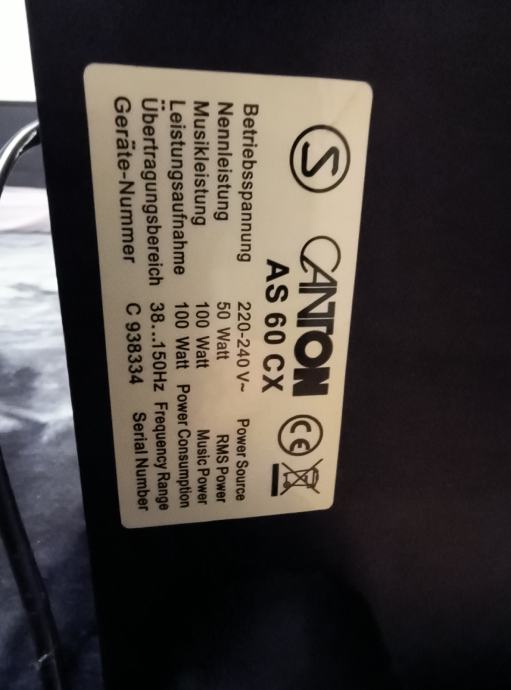 CANTON
AS 60 CX
Betriebsspannung 220-240 V~ Power Source
Nennleistung 50 Watt RMS Power
Musikleistung 100 Watt Music Power
Leistungsaufnahme 100 Watt Power Consumption
Übertragungsbereich 38...150Hz Frequency Range
Geräte-Nummer C 938334 Serial Number